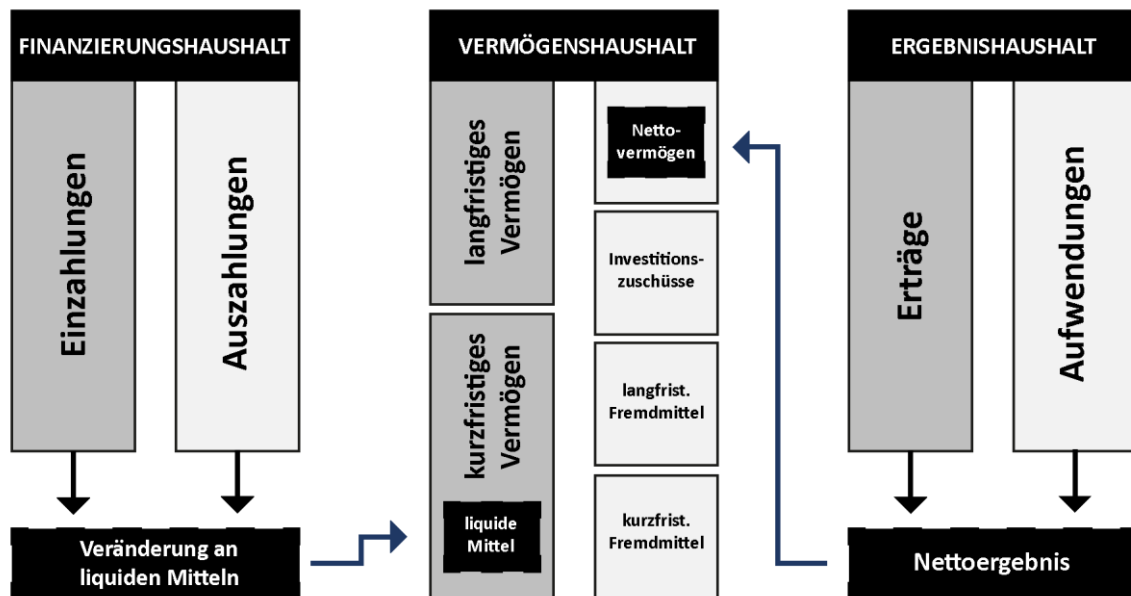 FINANZIERUNGSHAUSHALT
Einzahlungen
Auszahlungen
Veränderung an
liquiden Mitteln
VERMÖGENSHAUSHALT
langfristiges
Vermögen
kurzfristiges
Vermögen
liquide
Mittel
Netto-
vermögen
Investitions-
zuschüsse
langfrist.
Fremdmittel
kurzfrist.
Fremdmittel
ERGEBNISHAUSHALT
Erträge
Aufwendungen
Nettoergebnis